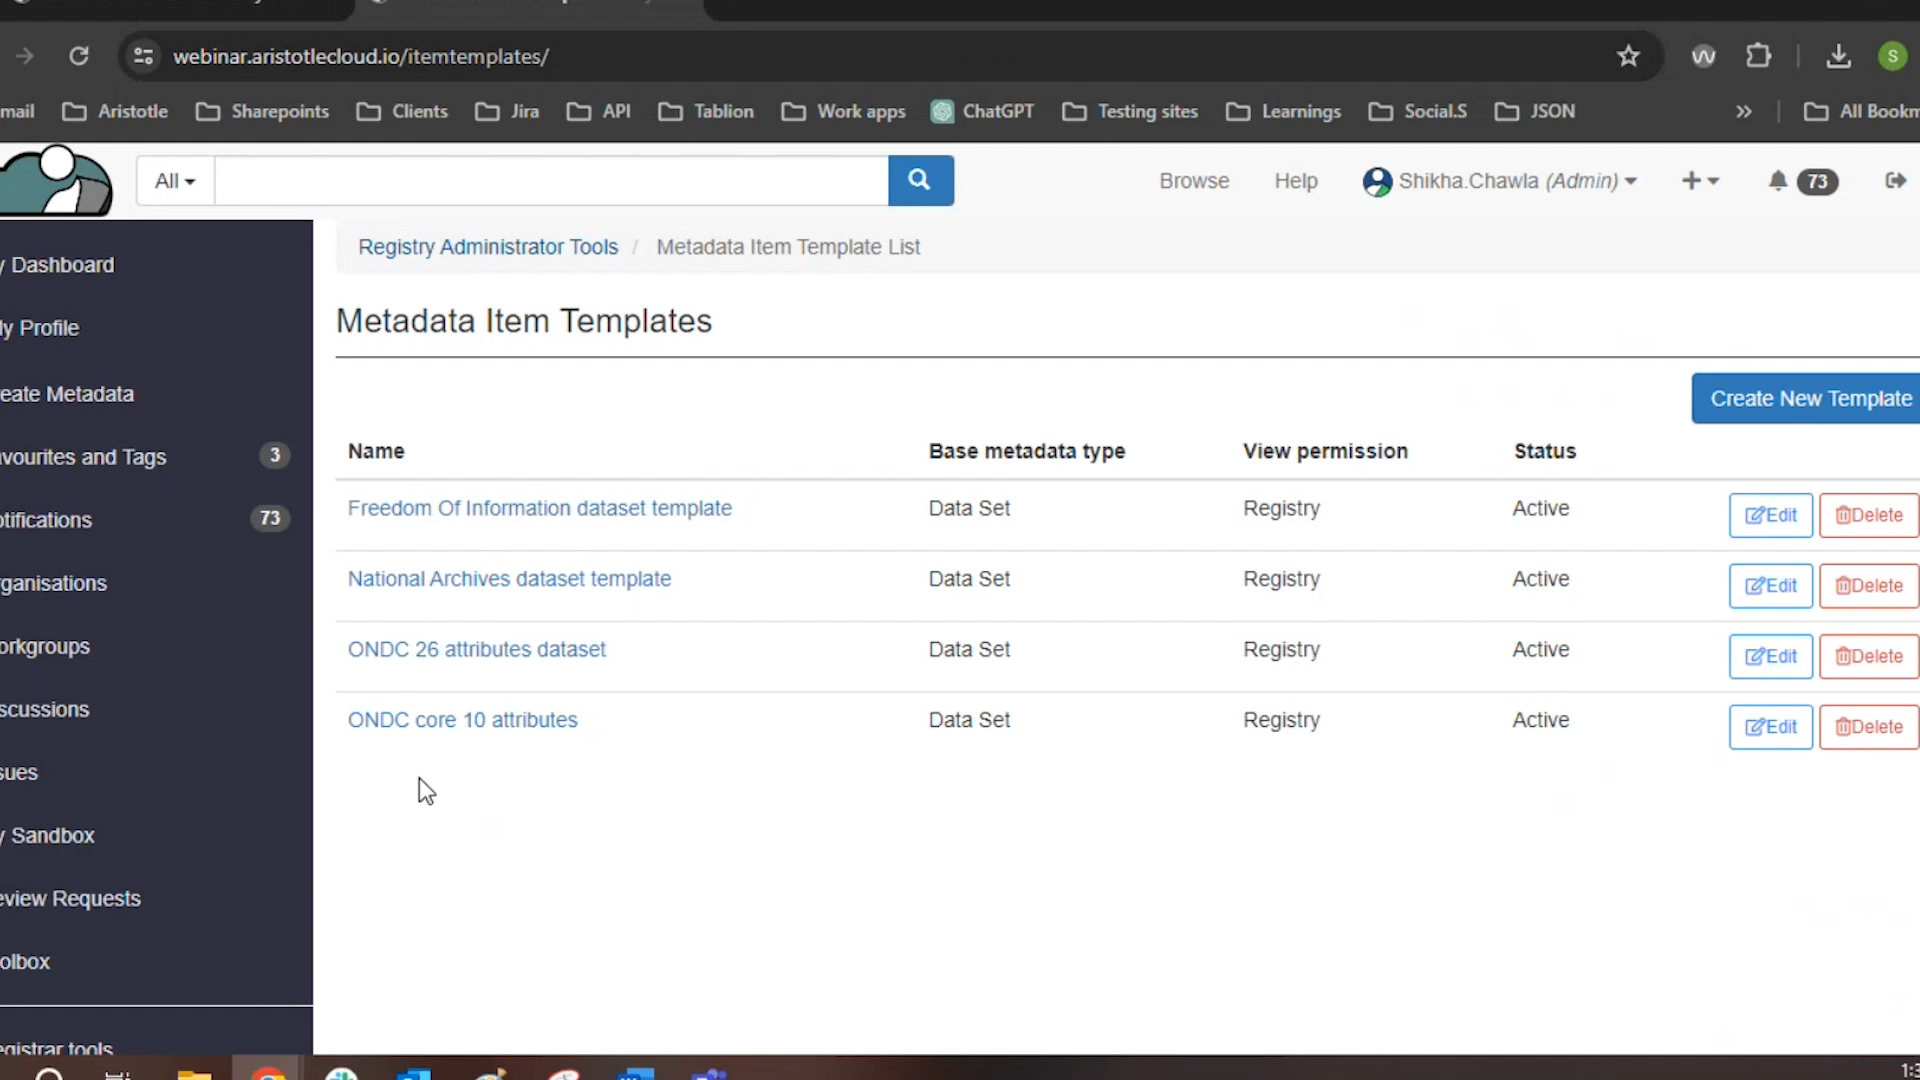 webinar.aristotlecloud.io/itemtemplates/
S
mail Aristotle Sharepoints Clients Jira API Tablion Work apps ChatGPT Testing sites Learnings Social.S JSON » All Bookm
All
Browse Help Shikha.Chawla (Admin) + 73
Registry Administrator Tools / Metadata Item Template List
y Dashboard
ly Profile
eate Metadata
avourites and Tags 3
otifications 73
ganisations
orkgroups
scussions
sues
y Sandbox
eview Requests
olbox
egistrar tools
Metadata Item Templates
Create New Template
Name Base metadata type View permission Status
Freedom Of Information dataset template Data Set Registry Active Edit Delete
National Archives dataset template Data Set Registry Active Edit Delete
ONDC 26 attributes dataset Data Set Registry Active Edit Delete
ONDC core 10 attributes Data Set Registry Active Edit Delete